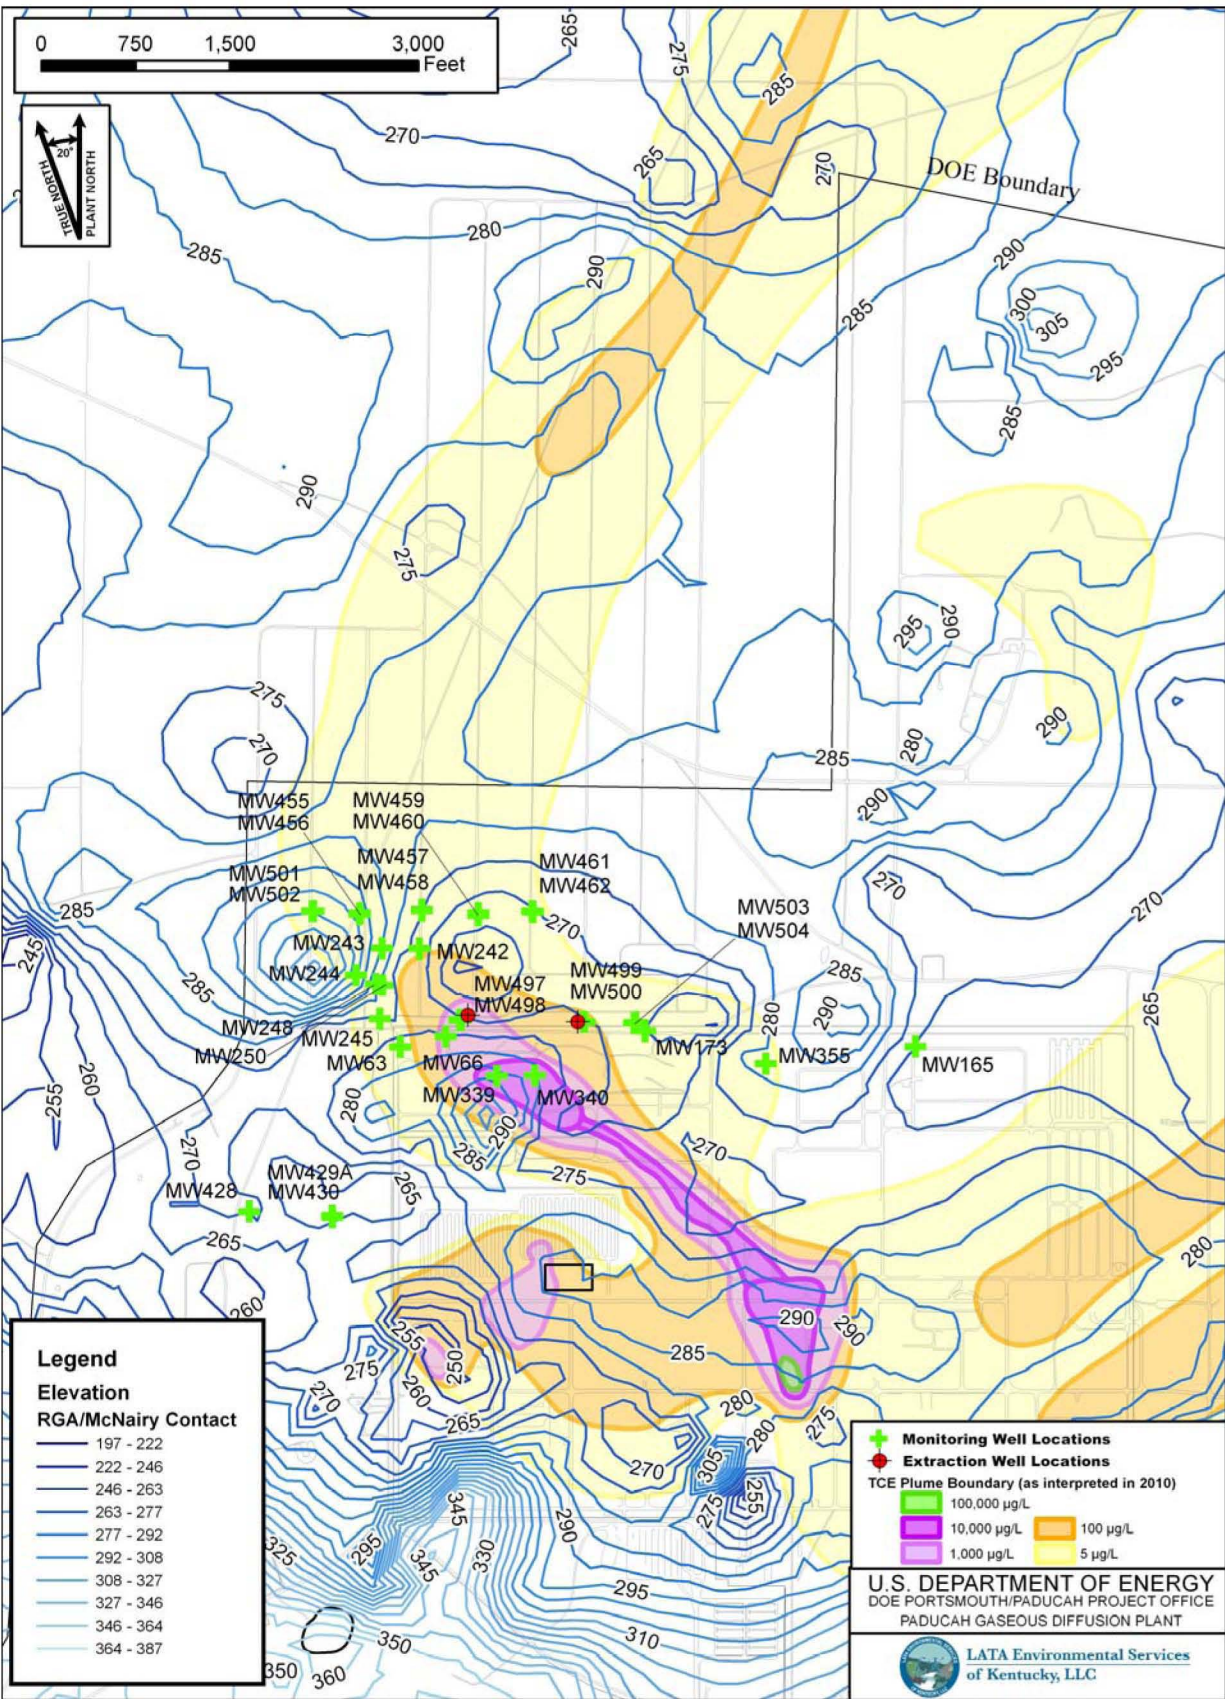 0 750 1,500 3,000
Feet
20°
TRUE NORTH
PLANT NORTH
265
275
285
270
265
270
DOE Boundary
280
285
290
290
285
300
305
295
285
290
275
295
290
275
270
290
280
285
290
MW455
MW456
MW459
MW460
MW457
MW458
MW461
MW462
MW501
MW502
270
270
285
270
MW503
MW504
245
MW243
MW242
MW244
MW497
MW498
MW499
MW500
285
285
290
280
265
MW248
MW250
MW245
MW63
MW66
MW173
MW355
MW165
260
255
280
MW339
MW340
290
285
270
275
270
MW429A
MW430
MW428
265
265
280
260
255
250
260
275
270
265
290
290
285
280
280
275
270
305
275
255
345
295
345
330
325
290
295
310
350
350
360
Legend
Elevation
RGA/McNairy Contact
197 - 222
222 - 246
246 - 263
263 - 277
277 - 292
292 - 308
308 - 327
327 - 346
346 - 364
364 - 387
Monitoring Well Locations
Extraction Well Locations
TCE Plume Boundary (as interpreted in 2010)
100,000 µg/L
10,000 µg/L 100 µg/L
1,000 µg/L 5 µg/L
U.S. DEPARTMENT OF ENERGY
DOE PORTSMOUTH/PADUCAH PROJECT OFFICE
PADUCAH GASEOUS DIFFUSION PLANT
LATA Environmental Services
of Kentucky, LLC